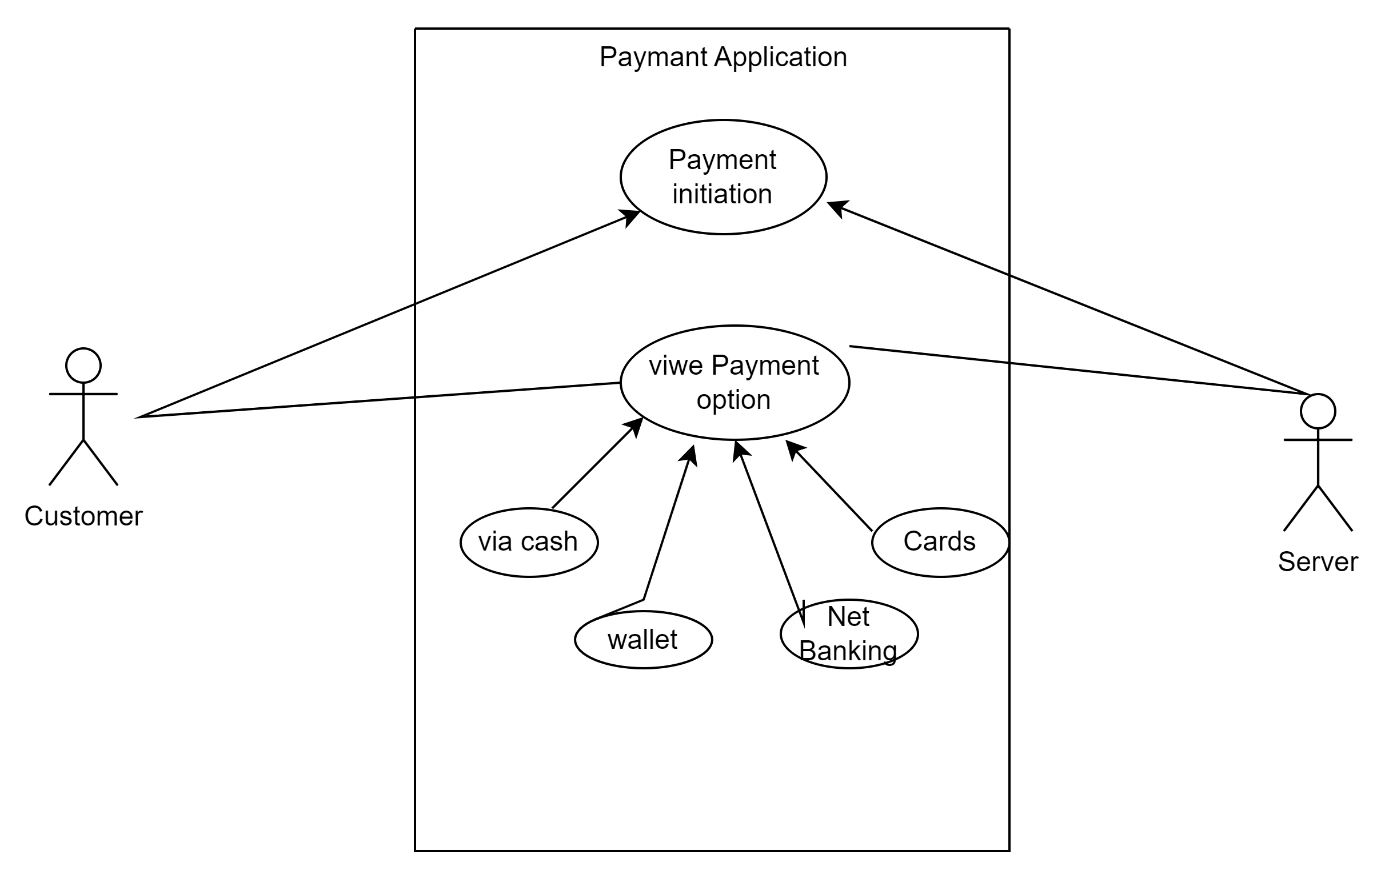 Paymant Application
Payment
initiation
viwe Payment
option
via cash
Cards
wallet
Net
Banking
Customer
Server